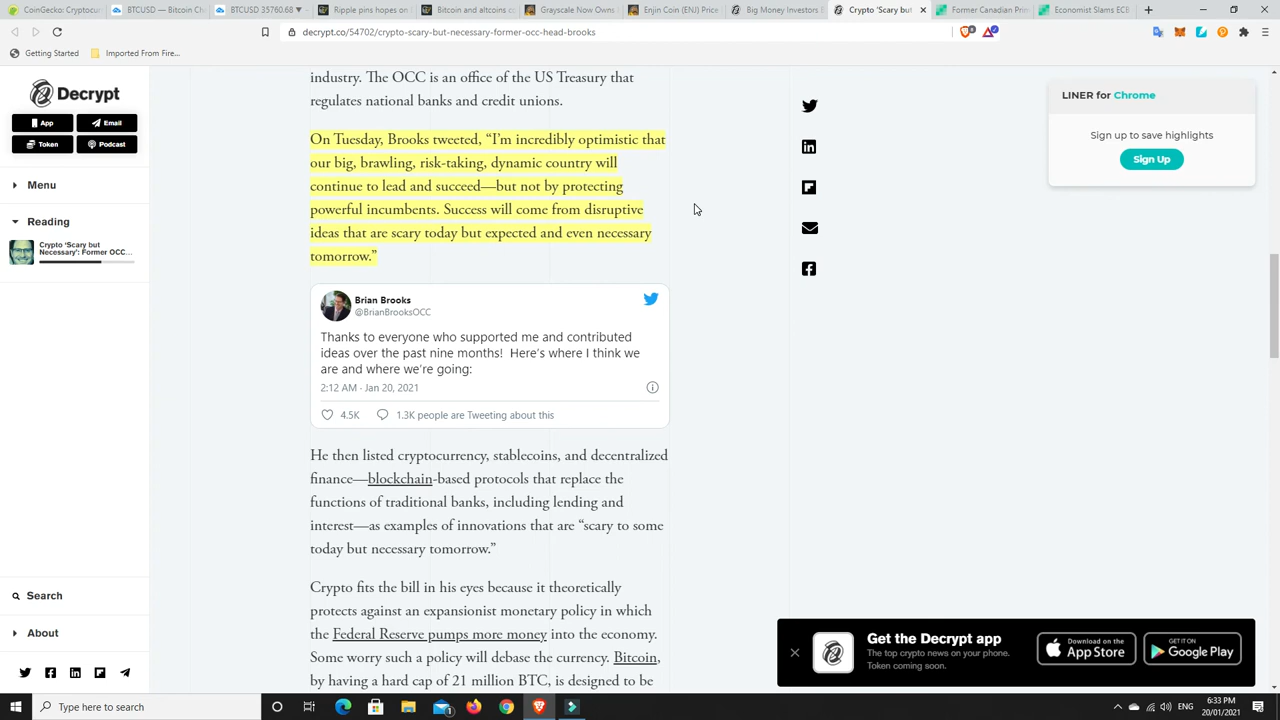 CoinGecko: Cryptocurr
BTCUSD — Bitcoin Ch
BTCUSD 35760.68
Ripple pins hopes on
Bitcoin and altcoins co
Grayscale Now Owns
Enjin Coin (ENJ) Price
Big Money Investors B
Crypto 'Scary but
Former Canadian Prim
Economist Slams ECB
decrypt.co/54702/crypto-scary-but-necessary-former-occ-head-brooks
Getting Started
Imported From Fire...
Decrypt
App
Email
Token
Podcast
Menu
Reading
Crypto ‘Scary but
Necessary’: Former OCC...
Search
About
industry. The OCC is an office of the US Treasury that
regulates national banks and credit unions.
On Tuesday, Brooks tweeted, “I’m incredibly optimistic that
our big, brawling, risk-taking, dynamic country will
continue to lead and succeed—but not by protecting
powerful incumbents. Success will come from disruptive
ideas that are scary today but expected and even necessary
tomorrow.”
Brian Brooks
@BrianBrooksOCC
Thanks to everyone who supported me and contributed
ideas over the past nine months!  Here’s where I think we
are and where we’re going:
2:12 AM · Jan 20, 2021
4.5K
1.3K people are Tweeting about this
He then listed cryptocurrency, stablecoins, and decentralized
finance—blockchain-based protocols that replace the
functions of traditional banks, including lending and
interest—as examples of innovations that are “scary to some
today but necessary tomorrow.”
Crypto fits the bill in his eyes because it theoretically
protects against an expansionist monetary policy in which
the Federal Reserve pumps more money into the economy.
Some worry such a policy will debase the currency. Bitcoin,
by having a hard cap of 21 million BTC, is designed to be
LINER for Chrome
Sign up to save highlights
Sign Up
Get the Decrypt app
The top crypto news on your phone.
Token coming soon.
Download on the
App Store
GET IT ON
Google Play
Type here to search
ENG
6:33 PM
20/01/2021